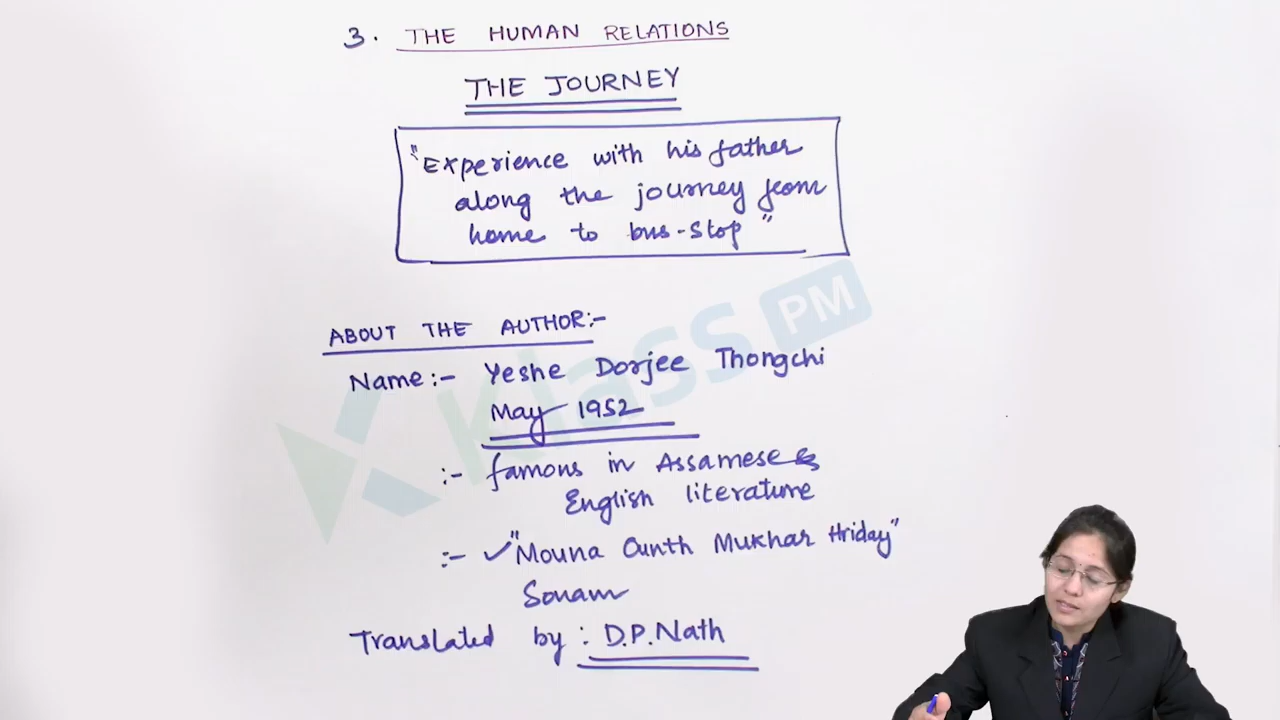 3. THE HUMAN RELATIONS
THE JOURNEY
"Experience with his father
along the journey from
home to bus-stop"
ABOUT THE AUTHOR:-
Name:- Yeshe Dorjee Thongchi
May 1952
:- famous in Assamese &
English literature
:- ✓"Mouna Ounth Mukhar Hriday"
Sonam
Translated by : D.P.Nath
Klass PM